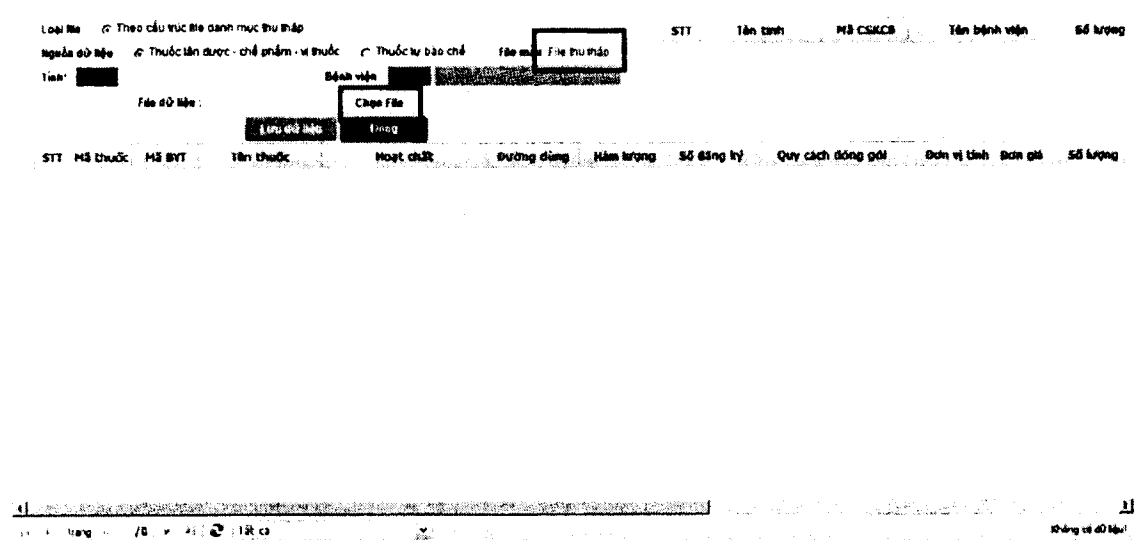 Loại file Theo cấu trúc file danh mục thu thập
Nguồn dữ liệu Thuốc tân dược - chế phẩm - vị thuốc Thuốc tự bào chế File mẫu File thu thập
Tỉnh* Bệnh viện
File dữ liệu : Chọn File
Lưu dữ liệu Đóng
STT Tên tỉnh Mã CSKCB Tên bệnh viện Số lượng
STT Mã thuốc Mã BYT Tên thuốc Hoạt chất Đường dùng Hàm lượng Số đăng ký Quy cách đóng gói Đơn vị tính Đơn giá Số lượng
Trang /0 Tất cả Không có dữ liệu!